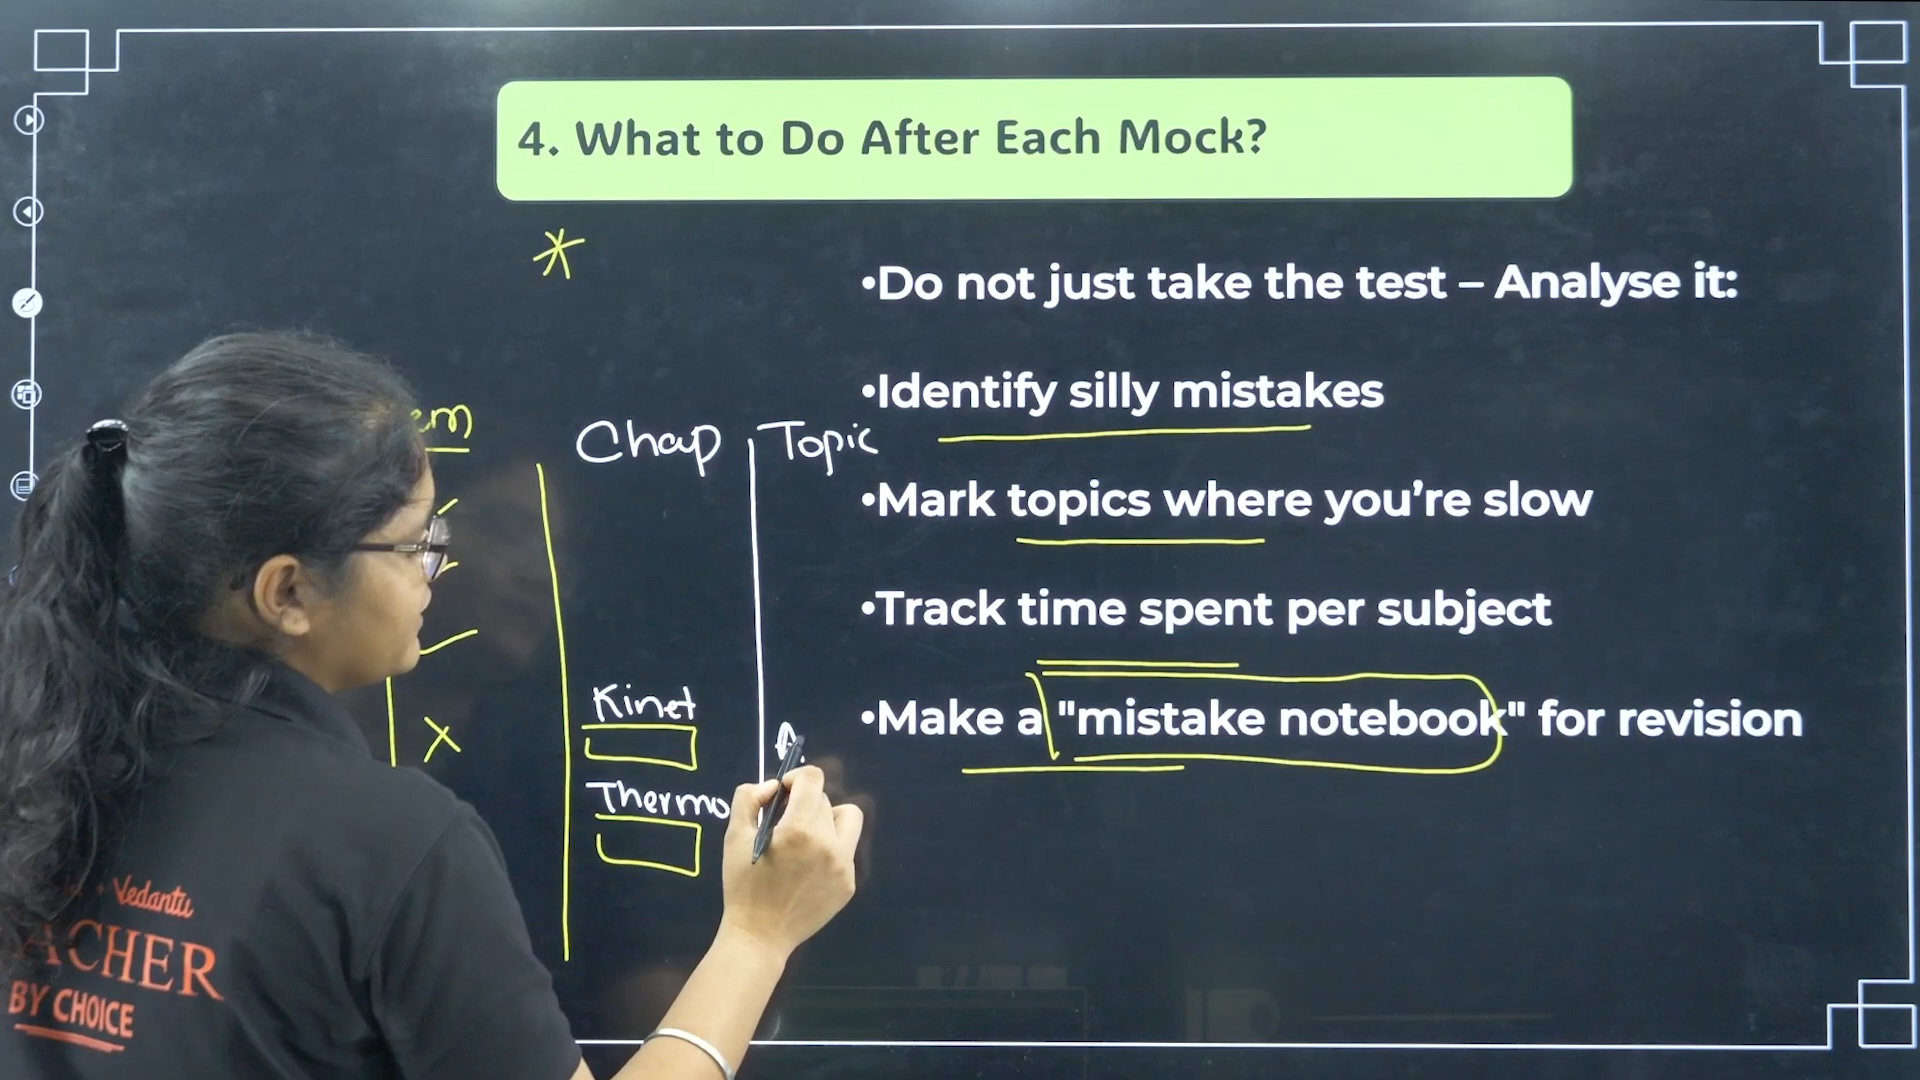 4. What to Do After Each Mock?
•Do not just take the test – Analyse it:
•Identify silly mistakes
Chap Topic
•Mark topics where you're slow
•Track time spent per subject
Kinet
•Make a "mistake notebook" for revision
Thermo
Vedantu
ACHER
BY CHOICE